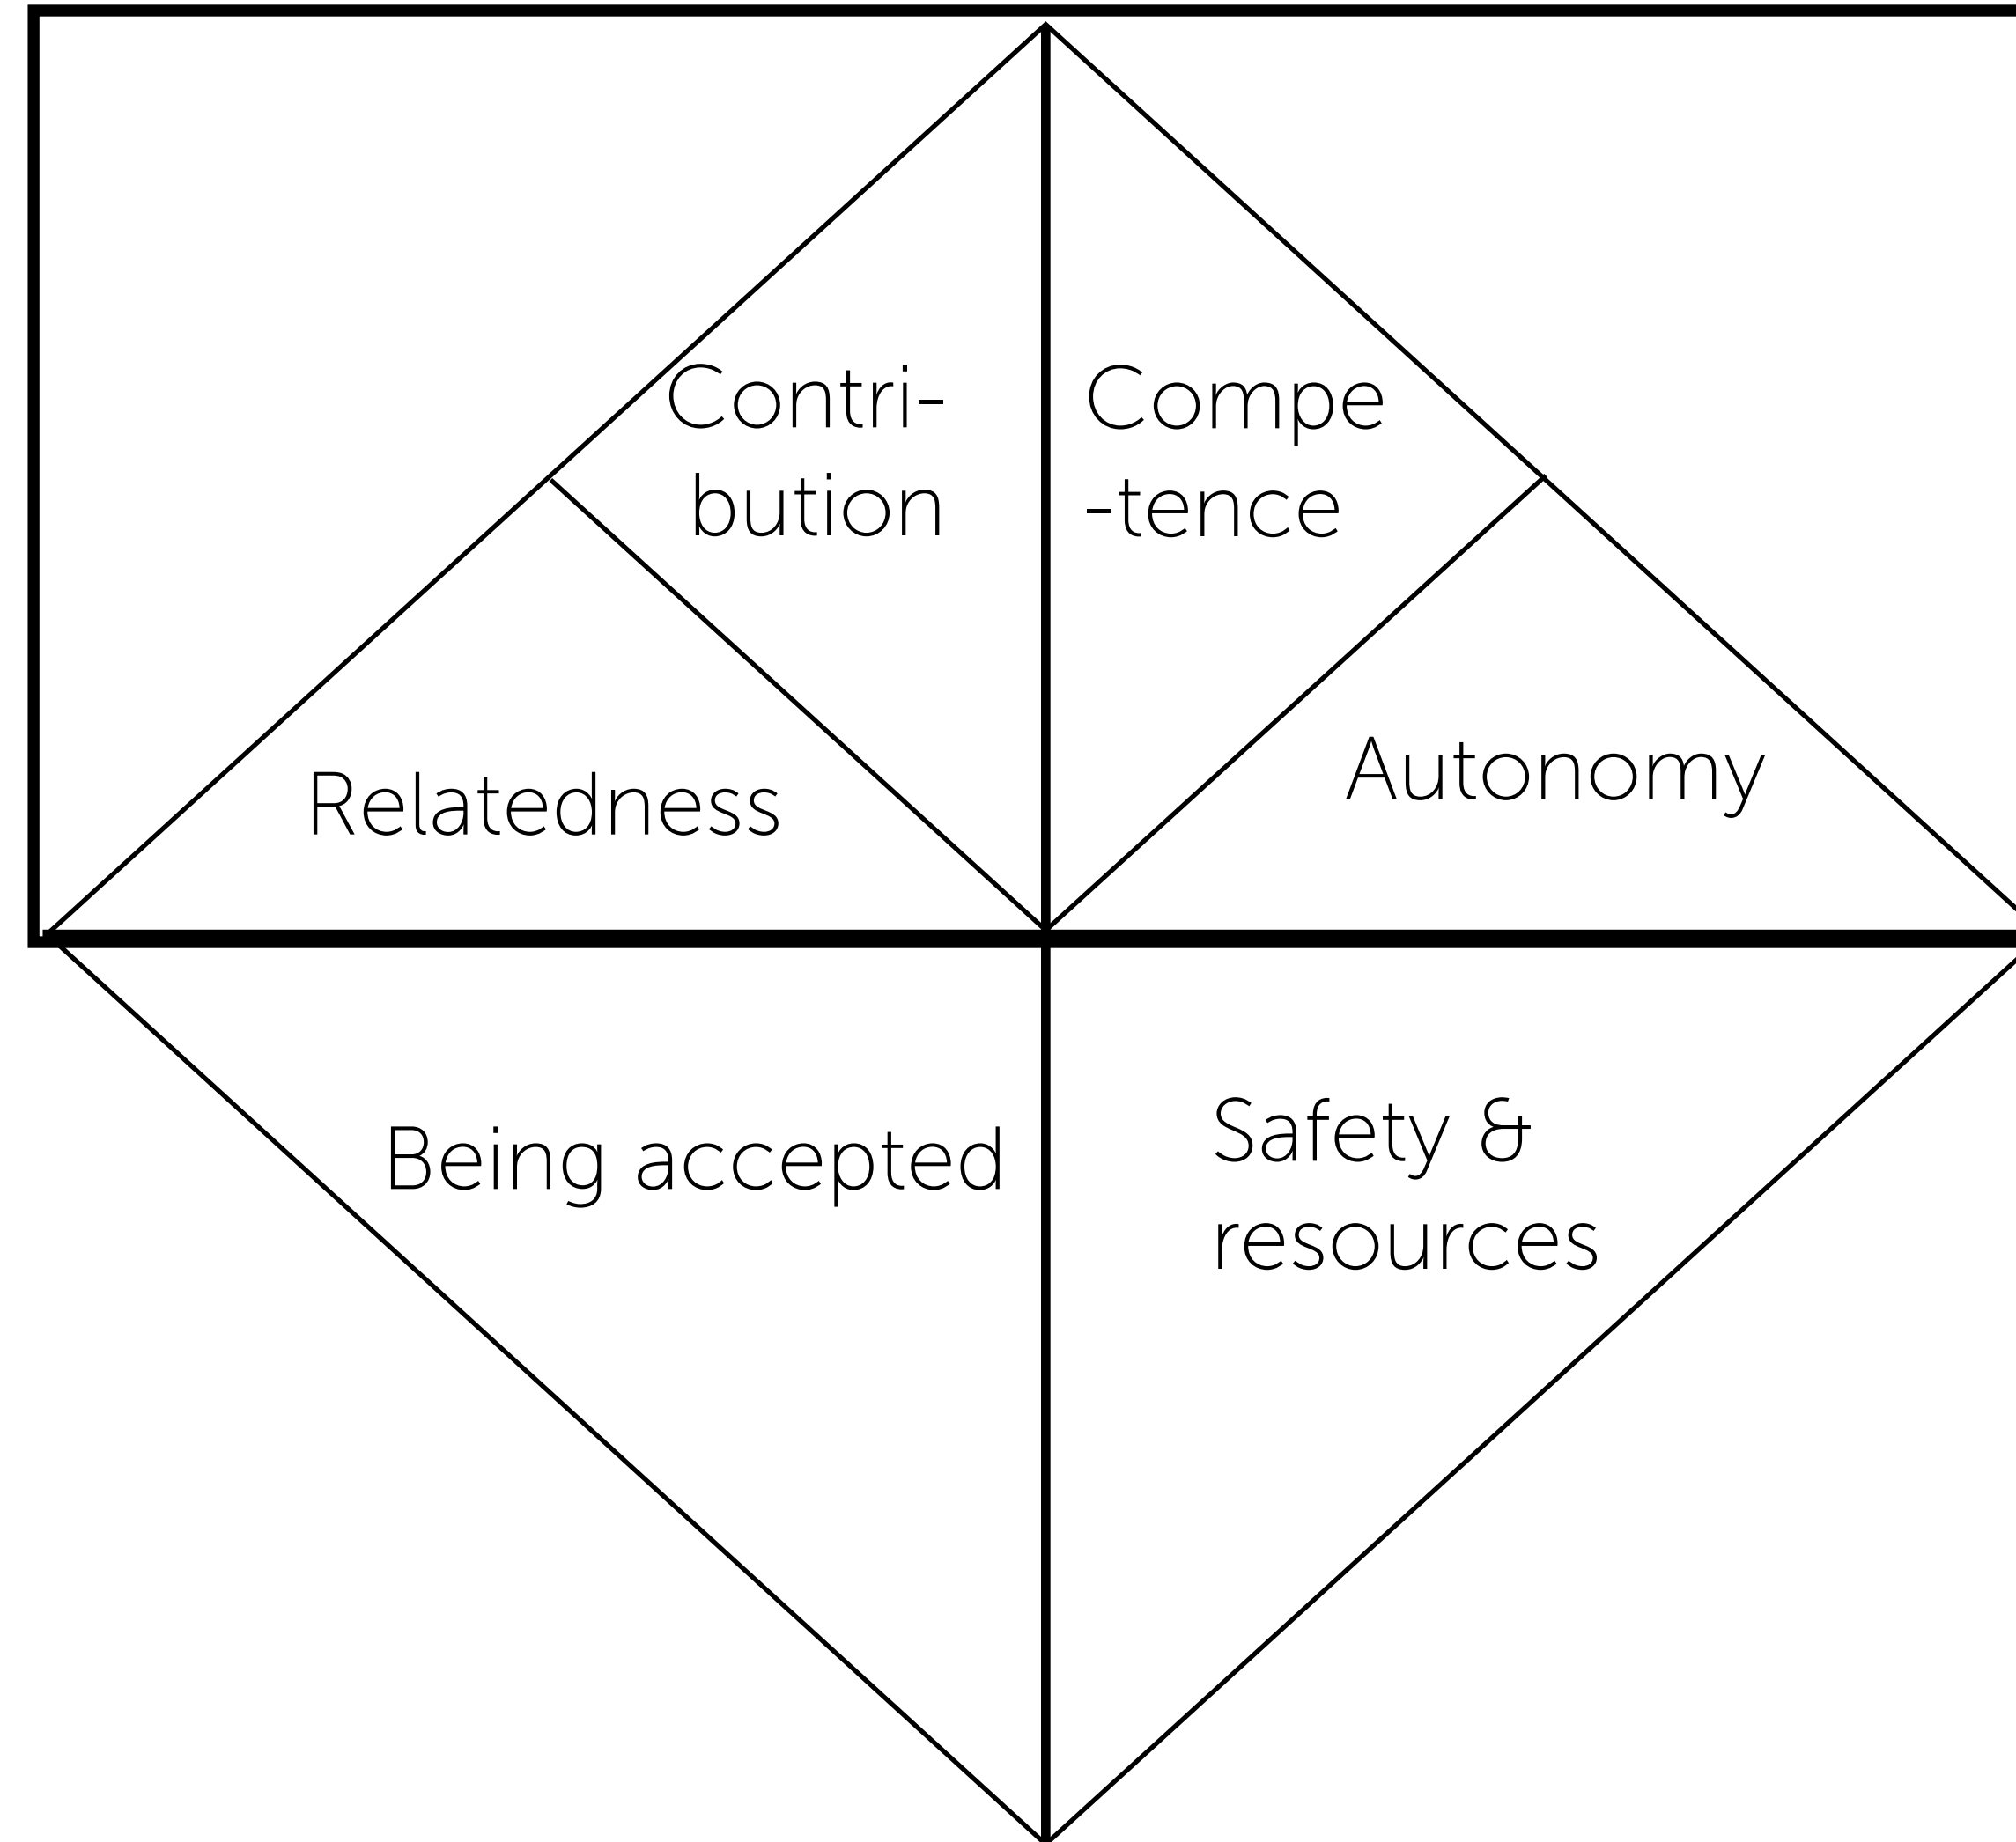 Contri-
bution
Compe
-tence
Relatedness
Autonomy
Being accepted
Safety &
resources